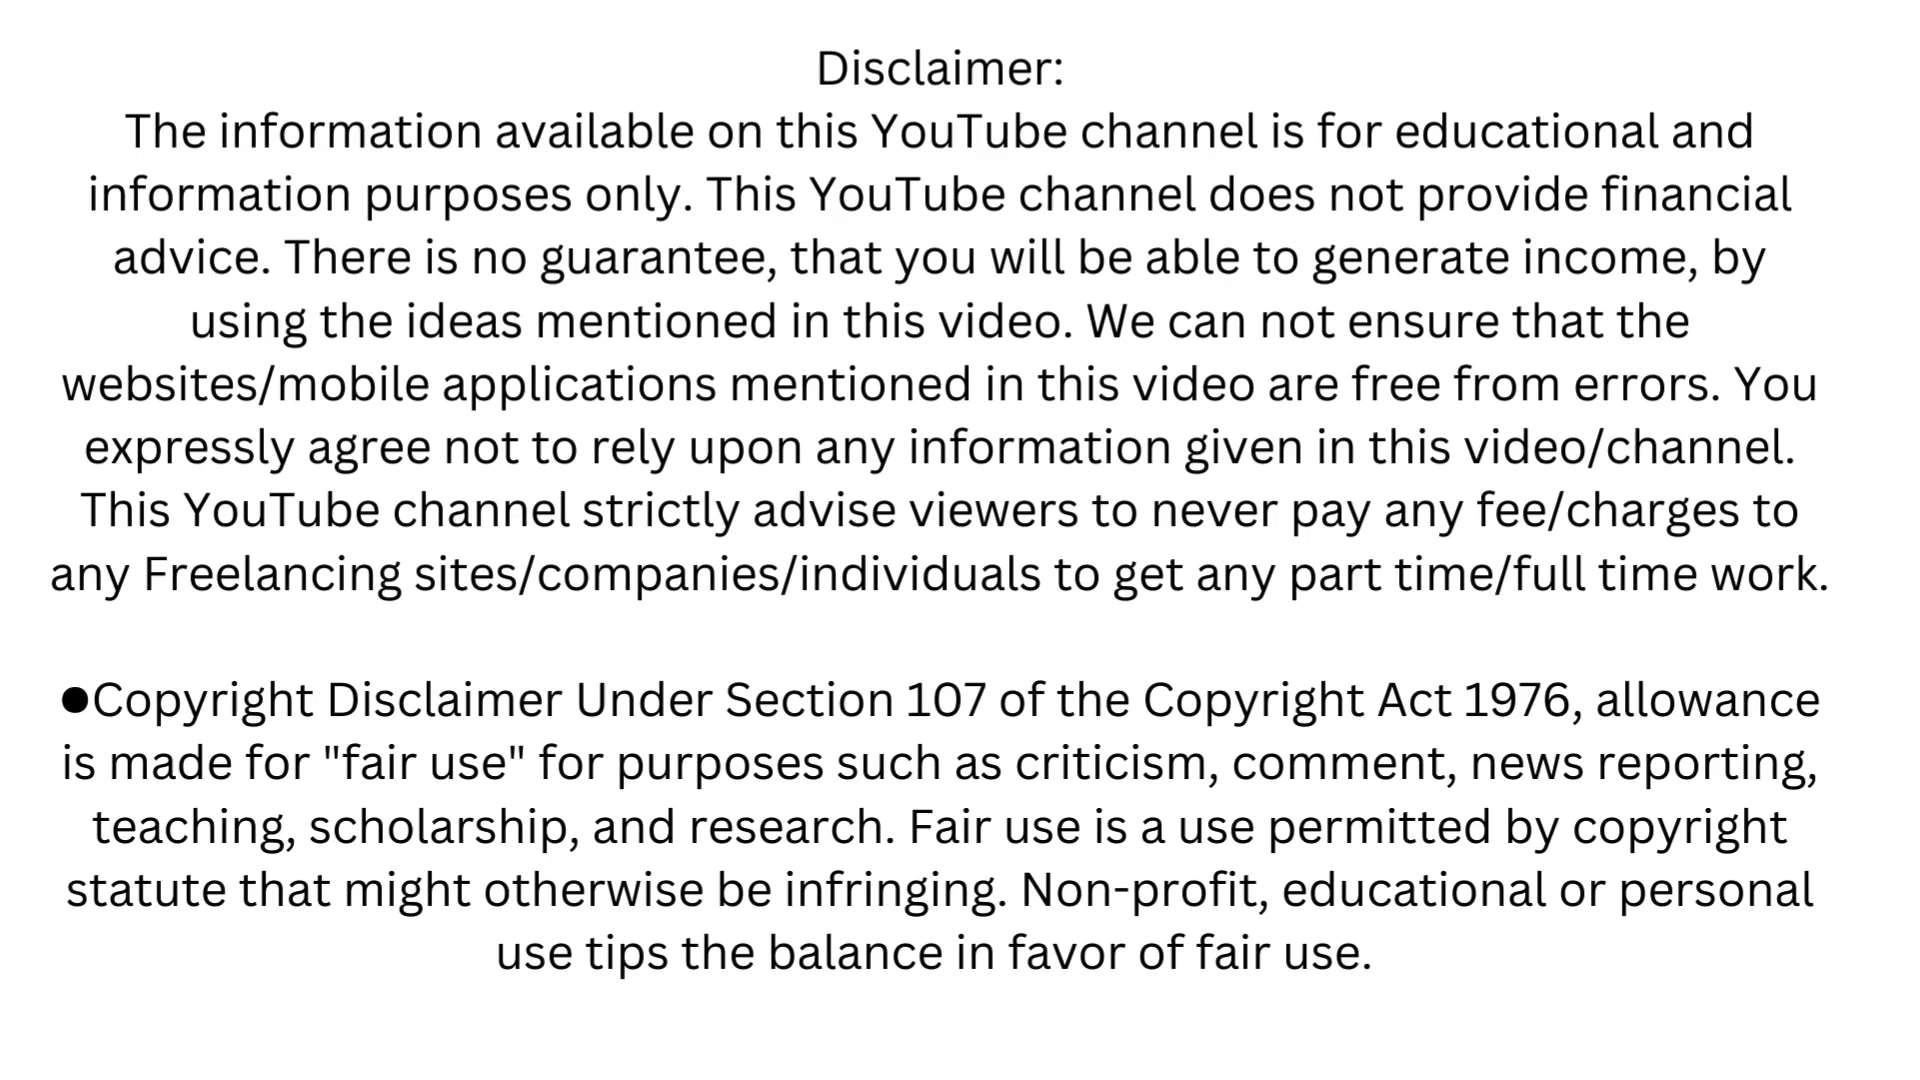 Disclaimer:
The information available on this YouTube channel is for educational and
information purposes only. This YouTube channel does not provide financial
advice. There is no guarantee, that you will be able to generate income, by
using the ideas mentioned in this video. We can not ensure that the
websites/mobile applications mentioned in this video are free from errors. You
expressly agree not to rely upon any information given in this video/channel.
This YouTube channel strictly advise viewers to never pay any fee/charges to
any Freelancing sites/companies/individuals to get any part time/full time work.
●Copyright Disclaimer Under Section 107 of the Copyright Act 1976, allowance
is made for "fair use" for purposes such as criticism, comment, news reporting,
teaching, scholarship, and research. Fair use is a use permitted by copyright
statute that might otherwise be infringing. Non-profit, educational or personal
use tips the balance in favor of fair use.